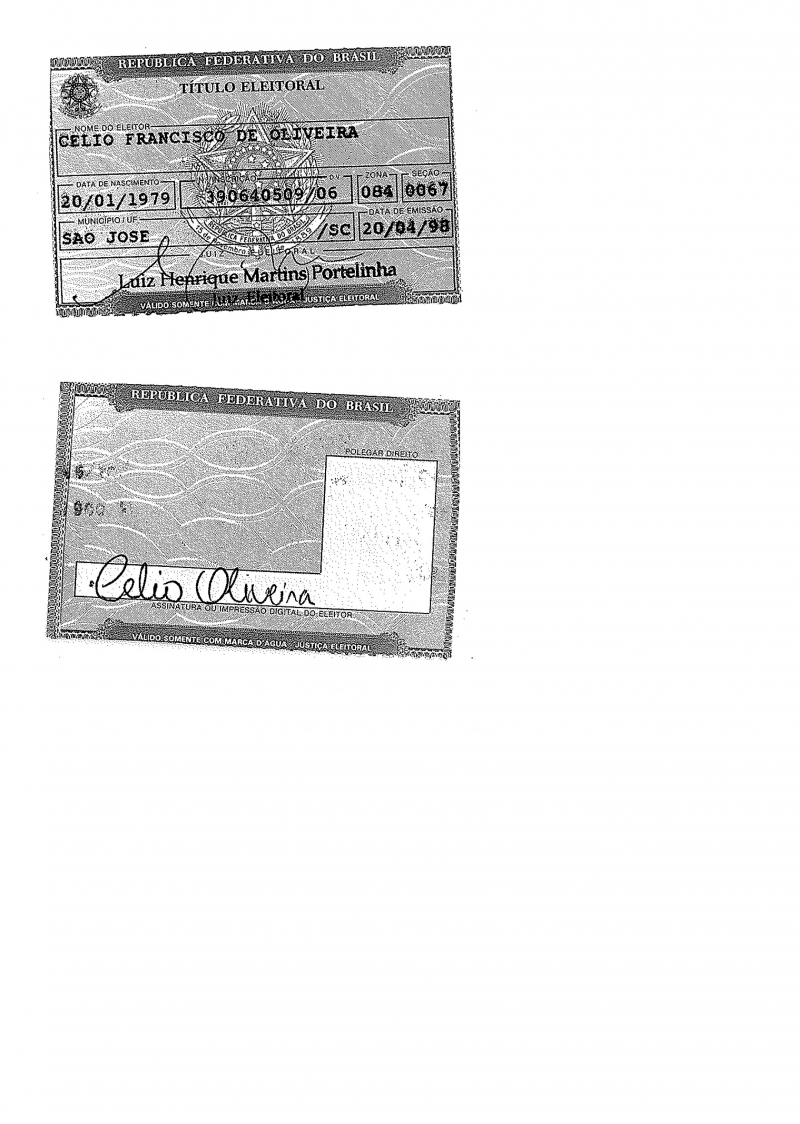 REPÚBLICA FEDERATIVA DO BRASIL
TÍTULO ELEITORAL
NOME DO ELEITOR
CELIO FRANCISCO DE OLIVEIRA
DATA DE NASCIMENTO Nº INSCRIÇÃO D.V. ZONA SEÇÃO
20/01/1979 390640509/06 084 0067
MUNICÍPIO / UF DATA DE EMISSÃO
SAO JOSE /SC 20/04/98
JUIZ ELEITORAL
Luiz Henrique Martins Portelinha
Juiz Eleitoral
VÁLIDO SOMENTE JUSTIÇA ELEITORAL
REPÚBLICA FEDERATIVA DO BRASIL
POLEGAR DIREITO
Celio Oliveira
ASSINATURA OU IMPRESSÃO DIGITAL DO ELEITOR
VÁLIDO SOMENTE COM MARCA D'ÁGUA - JUSTIÇA ELEITORAL